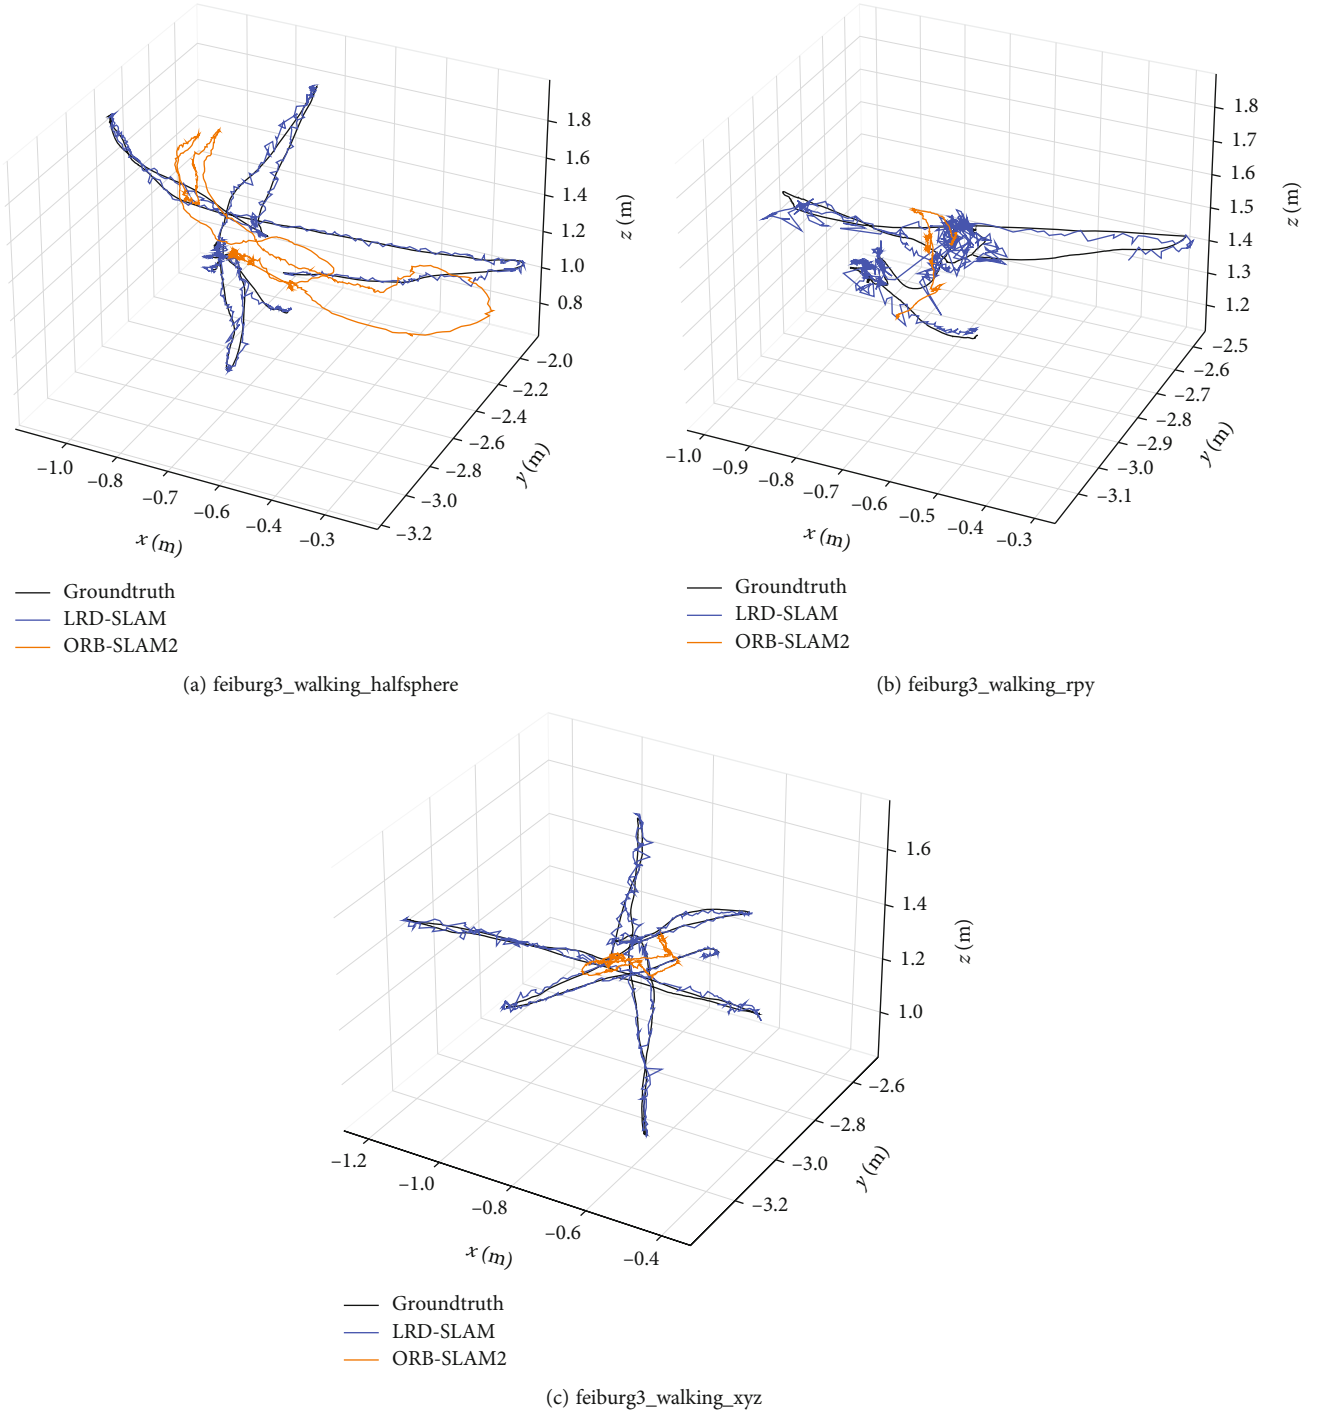 1.8
1.6
1.4
1.2
1.0
0.8
z (m)
−2.0
−2.2
−2.4
−2.6
−2.8
−3.0
−3.2
y (m)
−1.0
−0.8
−0.7
−0.6
−0.4
−0.3
x (m)
Groundtruth
LRD-SLAM
ORB-SLAM2
(a) feiburg3_walking_halfsphere
1.8
1.7
1.6
1.5
1.4
1.3
1.2
z (m)
−2.5
−2.6
−2.7
−2.8
−2.9
−3.0
−3.1
y (m)
−1.0
−0.9
−0.8
−0.7
−0.6
−0.5
−0.4
−0.3
x (m)
Groundtruth
LRD-SLAM
ORB-SLAM2
(b) feiburg3_walking_rpy
1.6
1.4
1.2
1.0
z (m)
−2.6
−2.8
−3.0
−3.2
y (m)
−1.2
−1.0
−0.8
−0.6
−0.4
x (m)
Groundtruth
LRD-SLAM
ORB-SLAM2
(c) feiburg3_walking_xyz